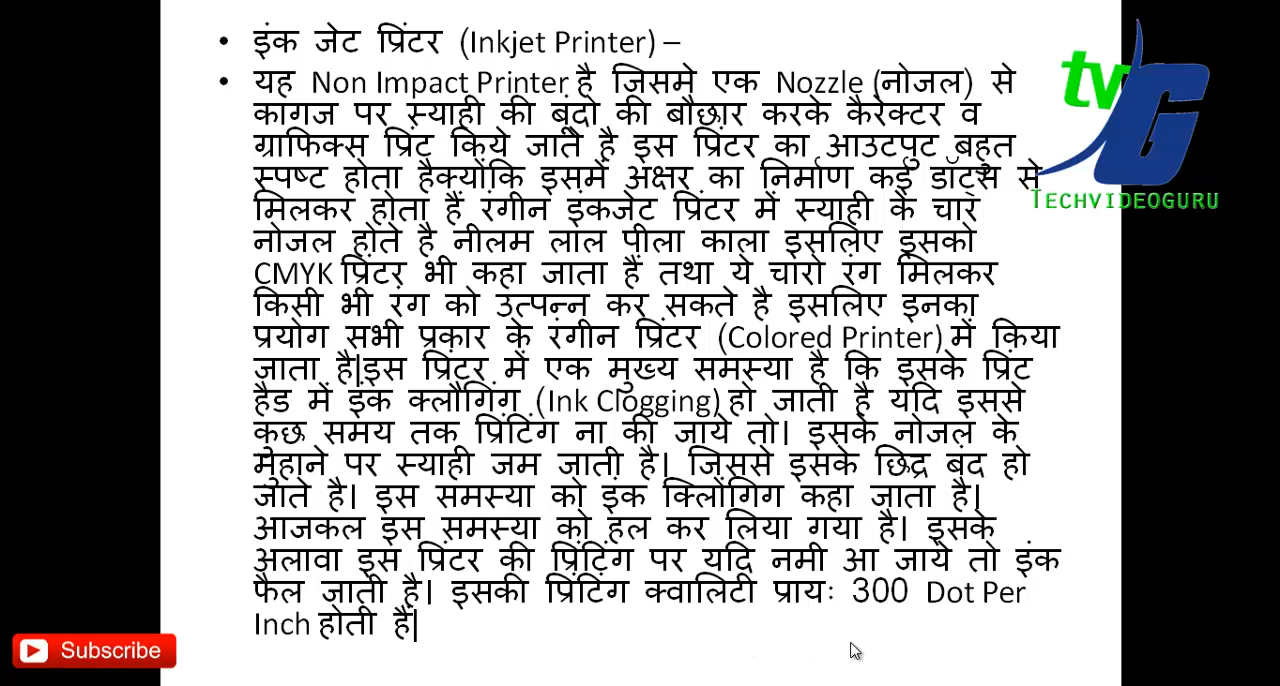 • इंक जेट प्रिंटर (Inkjet Printer) –
• यह Non Impact Printer है जिसमे एक Nozzle (नोजल) से
कागज पर स्याही की बूंदो की बौछार करके कैरेक्टर व
ग्राफिक्स प्रिंट किये जाते है इस प्रिंटर का आउटपुट बहुत
स्पष्ट होता हैक्योंकि इसमें अक्षर का निर्माण कई डॉट्स से
मिलकर होता हैं रंगीन इंकजेट प्रिंटर में स्याही के चार
नोजल होते है नीलम लाल पीला काला इसलिए इसको
CMYK प्रिंटर भी कहा जाता हैं तथा ये चारो रंग मिलकर
किसी भी रंग को उत्पन्न कर सकते है इसलिए इनका
प्रयोग सभी प्रकार के रंगीन प्रिंटर (Colored Printer) में किया
जाता है|इस प्रिंटर में एक मुख्य समस्या है कि इसके प्रिंट
हैड में इंक क्लौगिंग (Ink Clogging) हो जाती है यदि इससे
कुछ समय तक प्रिंटिंग ना की जाये तो। इसके नोजल के
मुहाने पर स्याही जम जाती है। जिससे इसके छिद्र बंद हो
जाते है। इस समस्या को इंक क्लिोंगिग कहा जाता है।
आजकल इस समस्या को हल कर लिया गया है। इसके
अलावा इस प्रिंटर की प्रिंटिंग पर यदि नमी आ जाये तो इंक
फैल जाती है। इसकी प्रिंटिंग क्वालिटी प्रायः 300 Dot Per
Inch होती हैं|
tvG
TECHVIDEOGURU
Subscribe